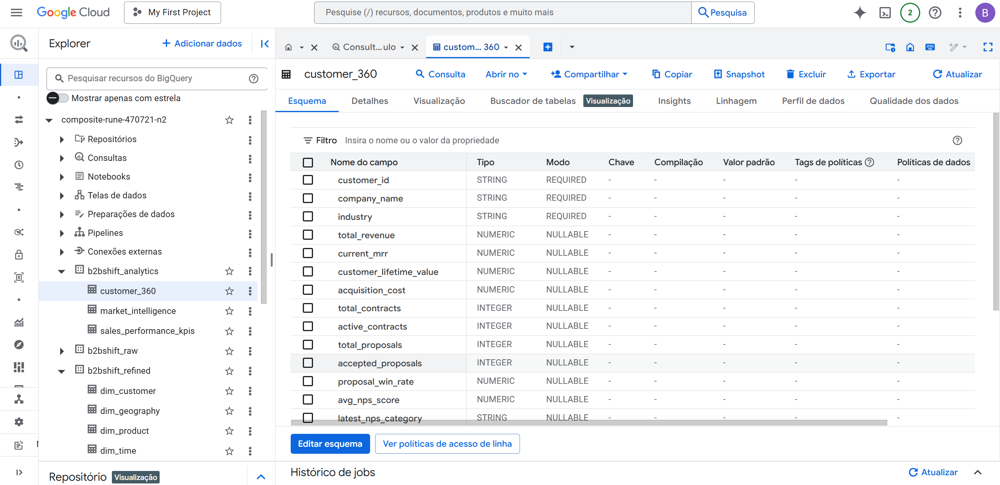 Google Cloud
My First Project
Pesquise (/) recursos, documentos, produtos e muito mais
Pesquisa
2
B
Explorer
Adicionar dados
Pesquisar recursos do BigQuery
Mostrar apenas com estrela
composite-rune-470721-n2
Repositórios
Consultas
Notebooks
Telas de dados
Preparações de dados
Pipelines
Conexões externas
b2bshift_analytics
customer_360
market_intelligence
sales_performance_kpis
b2bshift_raw
b2bshift_refined
dim_customer
dim_geography
dim_product
dim_time
Repositório Visualização
Consult...ulo
custom... 360
customer_360
Consulta
Abrir no
Compartilhar
Copiar
Snapshot
Excluir
Exportar
Atualizar
Esquema Detalhes Visualização Buscador de tabelas Visualização Insights Linhagem Perfil de dados Qualidade dos dados
Filtro Insira o nome ou o valor da propriedade
Nome do campo Tipo Modo Chave Compilação Valor padrão Tags de políticas Políticas de dados
customer_id STRING REQUIRED - - - - -
company_name STRING REQUIRED - - - - -
industry STRING REQUIRED - - - - -
total_revenue NUMERIC NULLABLE - - - - -
current_mrr NUMERIC NULLABLE - - - - -
customer_lifetime_value NUMERIC NULLABLE - - - - -
acquisition_cost NUMERIC NULLABLE - - - - -
total_contracts INTEGER NULLABLE - - - - -
active_contracts INTEGER NULLABLE - - - - -
total_proposals INTEGER NULLABLE - - - - -
accepted_proposals INTEGER NULLABLE - - - - -
proposal_win_rate NUMERIC NULLABLE - - - - -
avg_nps_score NUMERIC NULLABLE - - - - -
latest_nps_category STRING NULLABLE - - - - -
Editar esquema
Ver políticas de acesso de linha
Histórico de jobs
Atualizar